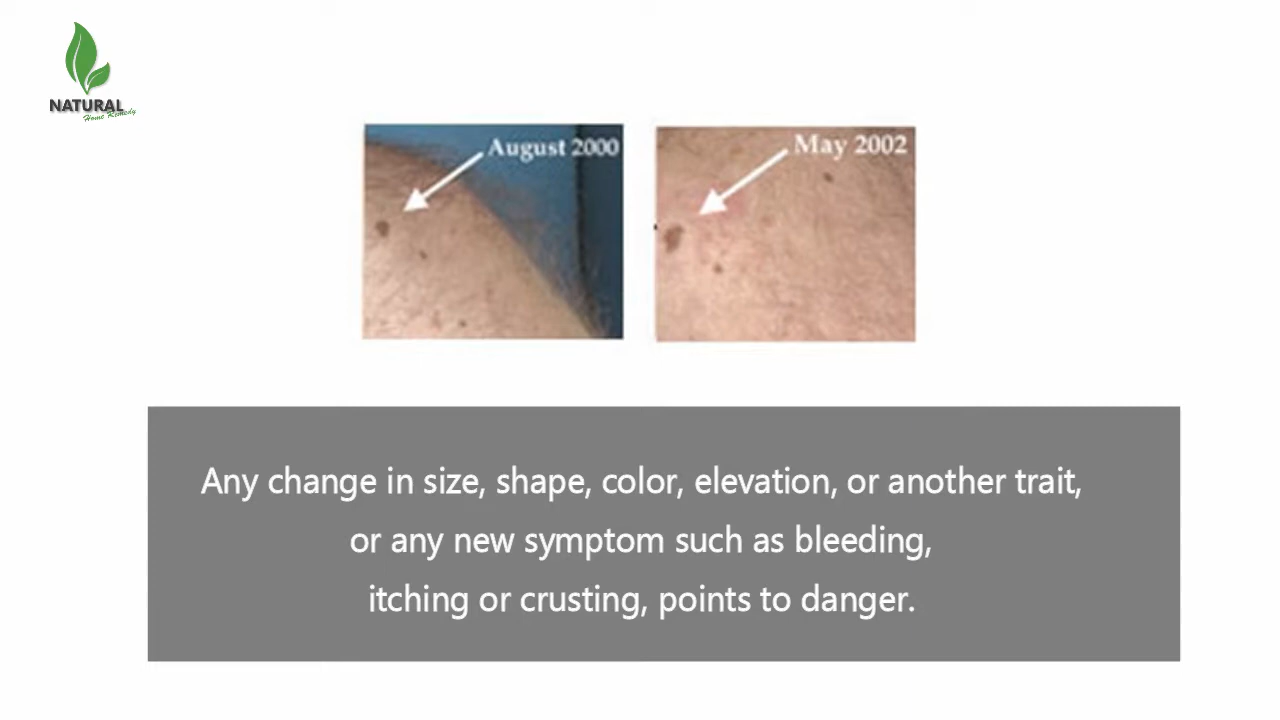 NATURAL
Home Remedy
August 2000
May 2002
Any change in size, shape, color, elevation, or another trait,
or any new symptom such as bleeding,
itching or crusting, points to danger.